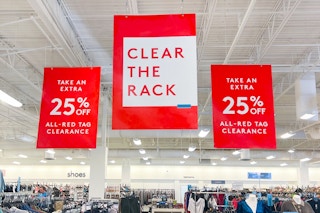 CLEAR
THE
RACK
TAKE AN
EXTRA
25% OFF
ALL-RED TAG
CLEARANCE
TAKE AN
EXTRA
25% OFF
ALL-RED TAG
CLEARANCE
shoes